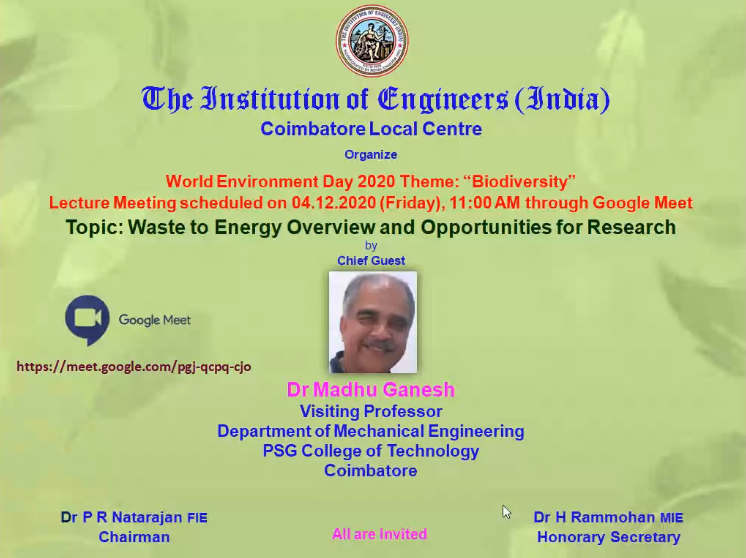 The Institution of Engineers (India)
Coimbatore Local Centre
Organize
World Environment Day 2020 Theme: “Biodiversity”
Lecture Meeting scheduled on 04.12.2020 (Friday), 11:00 AM through Google Meet
Topic: Waste to Energy Overview and Opportunities for Research
by
Chief Guest
Google Meet
https://meet.google.com/pgj-qcpq-cjo
Dr Madhu Ganesh
Visiting Professor
Department of Mechanical Engineering
PSG College of Technology
Coimbatore
Dr P R Natarajan FIE
Chairman
All are invited
Dr H Rammohan MIE
Honorary Secretary